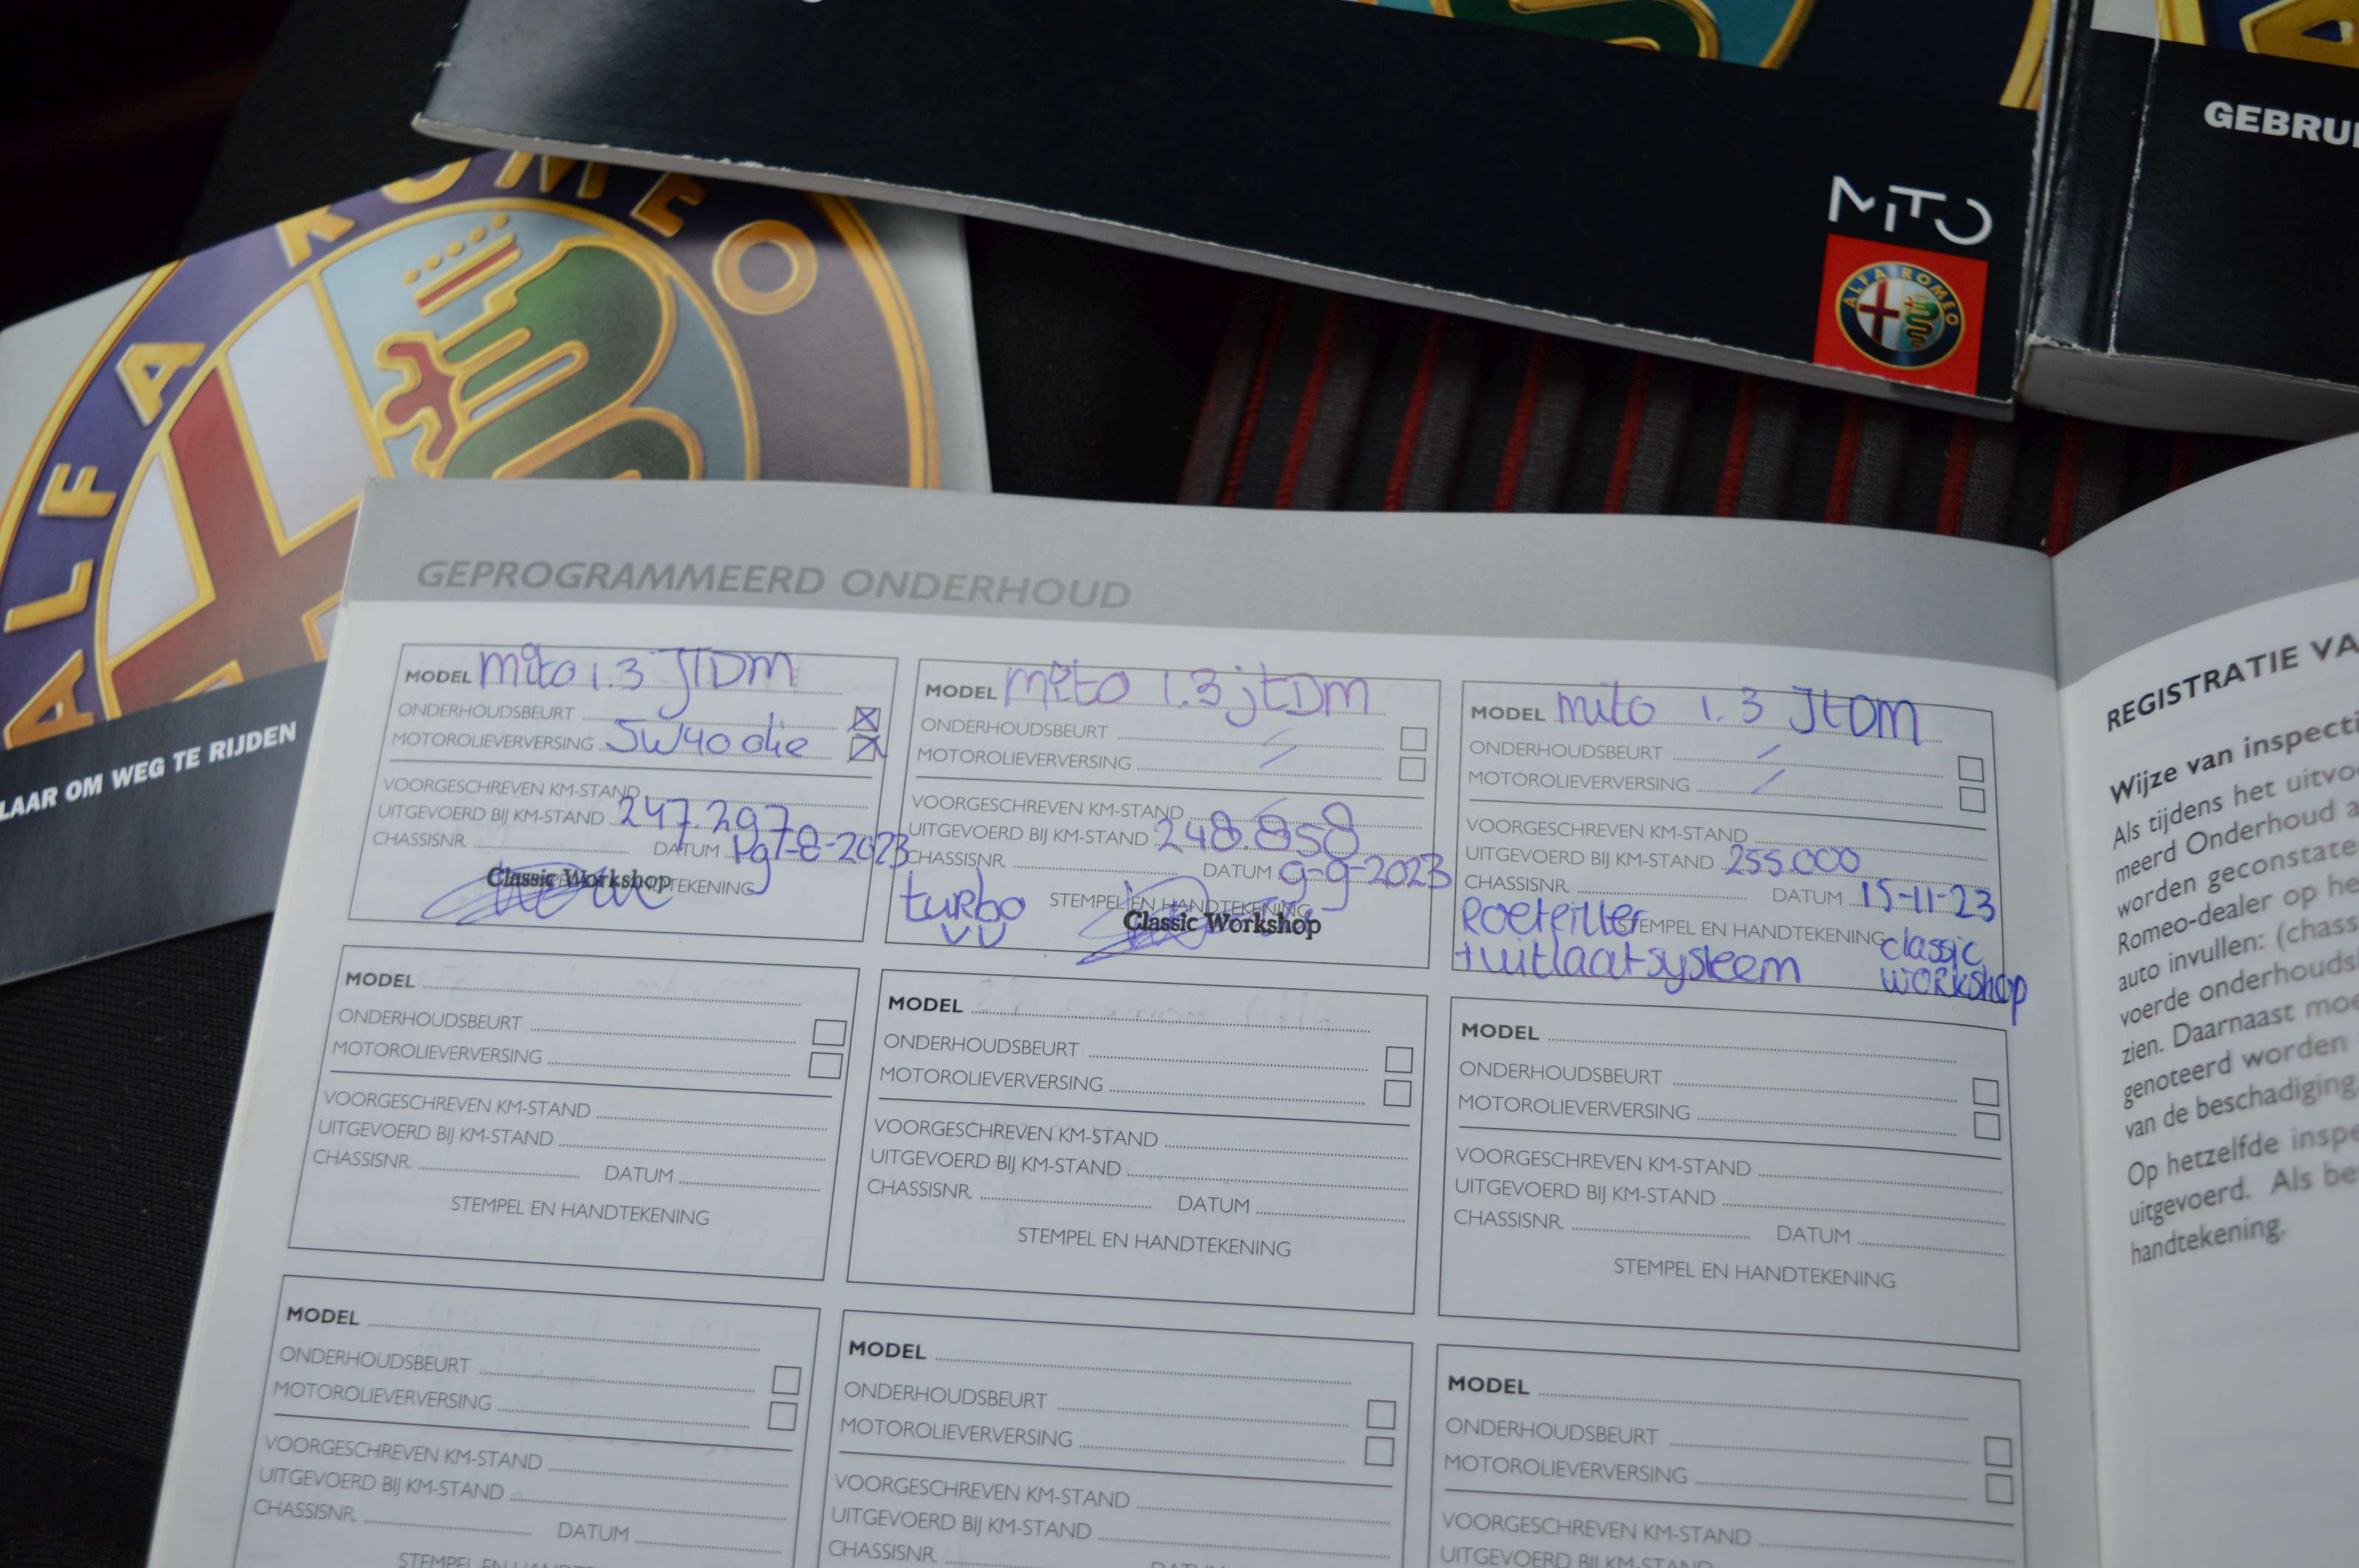 GEBRUI
MiTO
ALFA ROMEO
ALFA ROMEO
LAAR OM WEG TE RIJDEN
GEPROGRAMMEERD ONDERHOUD
MODEL mito 1.3 JTDM
ONDERHOUDSBEURT
MOTOROLIEVERVERSING 5W40 olie
VOORGESCHREVEN KM-STAND
UITGEVOERD BIJ KM-STAND 247.297
CHASSISNR. DATUM 7-8-2023
Classic Workshop TEKENING
MODEL mito 1.3 jtDM
ONDERHOUDSBEURT
MOTOROLIEVERVERSING
VOORGESCHREVEN KM-STAND
UITGEVOERD BIJ KM-STAND 248.858
CHASSISNR. DATUM 9-9-2023
turbo STEMPEL EN HANDTEKENING
VV Classic Workshop
MODEL mito 1.3 JtDM
ONDERHOUDSBEURT
MOTOROLIEVERVERSING
VOORGESCHREVEN KM-STAND
UITGEVOERD BIJ KM-STAND 255.000
CHASSISNR. DATUM 15-11-23
Roetfilter STEMPEL EN HANDTEKENING classic
+uitlaatsysteem workshop
MODEL
ONDERHOUDSBEURT
MOTOROLIEVERVERSING
VOORGESCHREVEN KM-STAND
UITGEVOERD BIJ KM-STAND
CHASSISNR. DATUM
STEMPEL EN HANDTEKENING
MODEL
ONDERHOUDSBEURT
MOTOROLIEVERVERSING
VOORGESCHREVEN KM-STAND
UITGEVOERD BIJ KM-STAND
CHASSISNR. DATUM
STEMPEL EN HANDTEKENING
MODEL
ONDERHOUDSBEURT
MOTOROLIEVERVERSING
VOORGESCHREVEN KM-STAND
UITGEVOERD BIJ KM-STAND
CHASSISNR. DATUM
STEMPEL EN HANDTEKENING
MODEL
ONDERHOUDSBEURT
MOTOROLIEVERVERSING
VOORGESCHREVEN KM-STAND
UITGEVOERD BIJ KM-STAND
CHASSISNR. DATUM
STEMPEL EN
MODEL
ONDERHOUDSBEURT
MOTOROLIEVERVERSING
VOORGESCHREVEN KM-STAND
UITGEVOERD BIJ KM-STAND
CHASSISNR. DATUM
MODEL
ONDERHOUDSBEURT
MOTOROLIEVERVERSING
VOORGESCHREVEN KM-STAND
UITGEVOERD BIJ KM-STAND
REGISTRATIE VA
Wijze van inspecti
Als tijdens het uitvo
meerd Onderhoud a
worden geconstate
Romeo-dealer op he
auto invullen: (chass
voerde onderhouds
zien. Daarnaast moe
genoteerd worden
van de beschadiging
Op hetzelfde inspe
uitgevoerd. Als be
handtekening.